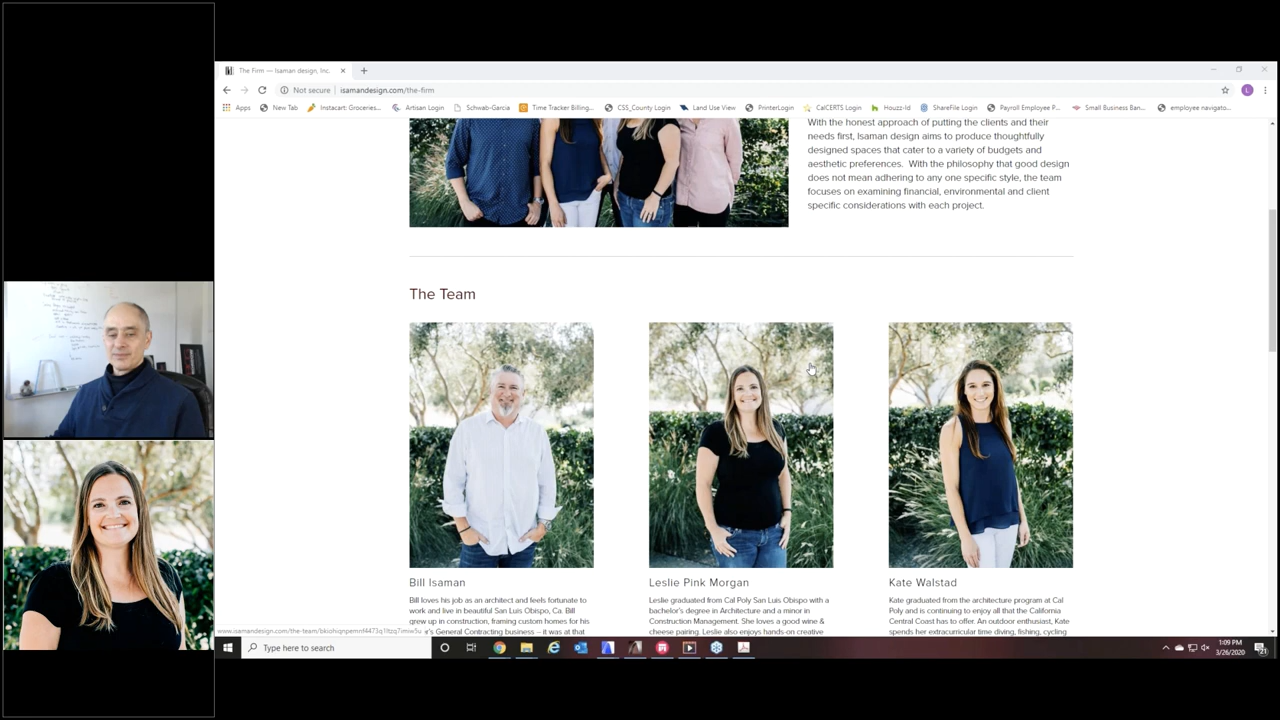 The Firm — Isaman design, Inc.
Not secure | isamandesign.com/the-firm
Apps New Tab Instacart: Groceries... Artisan Login Schwab-Garcia Time Tracker Billing... CSS_County Login Land Use View PrinterLogin CalCERTS Login Houzz-Id ShareFile Login Payroll Employee P... Small Business Ban... employee navigato...
With the honest approach of putting the clients and their
needs first, Isaman design aims to produce thoughtfully
designed spaces that cater to a variety of budgets and
aesthetic preferences. With the philosophy that good design
does not mean adhering to any one specific style, the team
focuses on examining financial, environmental and client
specific considerations with each project.
The Team
Bill Isaman
Bill loves his job as an architect and feels fortunate to
work and live in beautiful San Luis Obispo, Ca. Bill
grew up in construction, framing custom homes for his
's General Contracting business – it was at that
Leslie Pink Morgan
Leslie graduated from Cal Poly San Luis Obispo with a
bachelor's degree in Architecture and a minor in
Construction Management. She loves a good wine &
cheese pairing. Leslie also enjoys hands-on creative
Kate Walstad
Kate graduated from the architecture program at Cal
Poly and is continuing to enjoy all that the California
Central Coast has to offer. An outdoor enthusiast, Kate
spends her extracurricular time diving, fishing, cycling
Type here to search
1:09 PM
3/26/2020